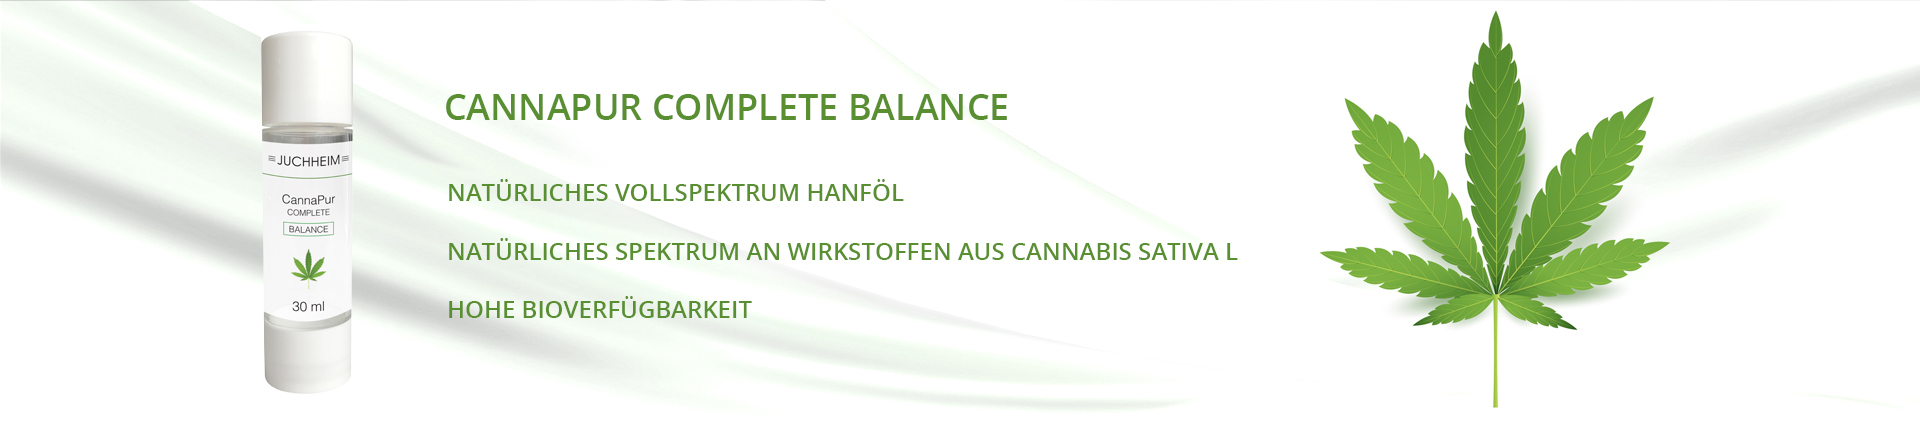 CANNAPUR COMPLETE BALANCE
NATÜRLICHES VOLLSPEKTRUM HANFÖL
NATÜRLICHES SPEKTRUM AN WIRKSTOFFEN AUS CANNABIS SATIVA L
HOHE BIOVERFÜGBARKEIT
JUCHHEIM
CannaPur
COMPLETE
BALANCE
30 ml